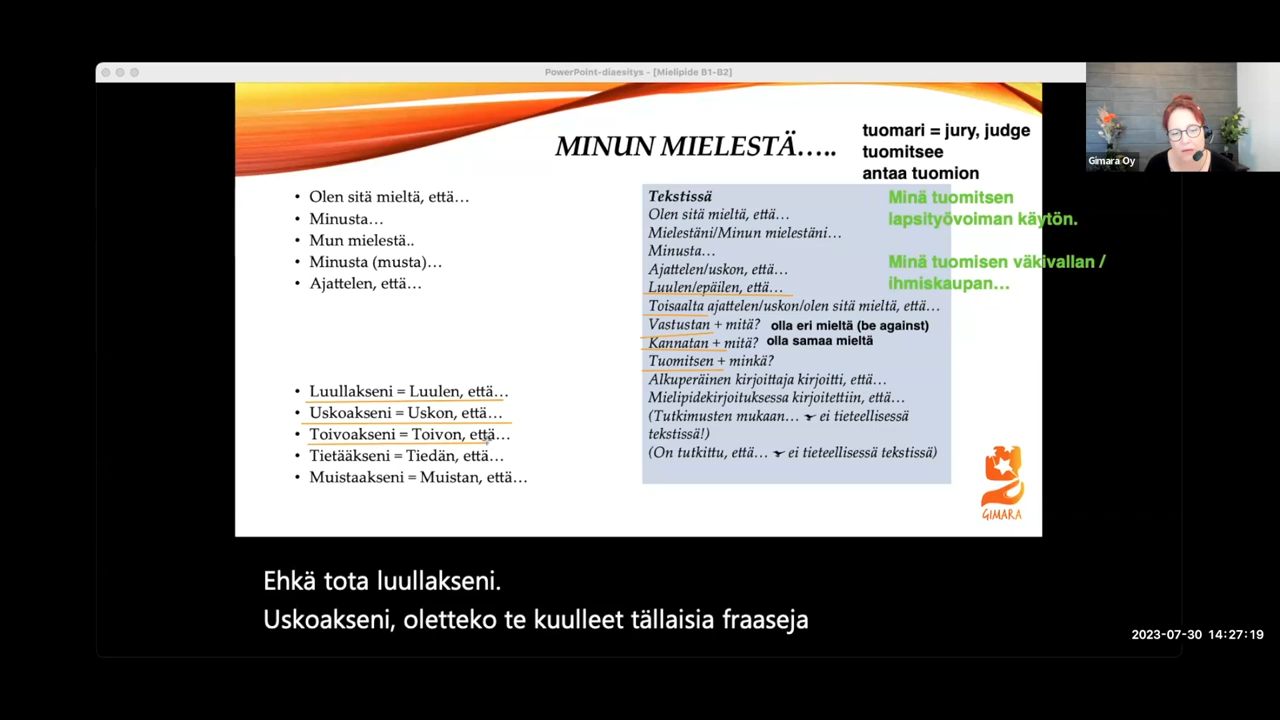 PowerPoint-diaesitys - [Mielipide B1-B2]
Gimara Oy
MINUN MIELESTÄ…..
tuomari = jury, judge
tuomitsee
antaa tuomion
Minä tuomitsen
lapsityövoiman käytön.
Minä tuomisen väkivallan /
ihmiskaupan…
• Olen sitä mieltä, että…
• Minusta…
• Mun mielestä..
• Minusta (musta)…
• Ajattelen, että…
• Luullakseni = Luulen, että…
• Uskoakseni = Uskon, että…
• Toivoakseni = Toivon, että…
• Tietääkseni = Tiedän, että…
• Muistaakseni = Muistan, että…
Tekstissä
Olen sitä mieltä, että…
Mielestäni/Minun mielestäni…
Minusta…
Ajattelen/uskon, että…
Luulen/epäilen, että…
Toisaalta ajattelen/uskon/olen sitä mieltä, että…
Vastustan + mitä? olla eri mieltä (be against)
Kannatan + mitä? olla samaa mieltä
Tuomitsen + minkä?
Alkuperäinen kirjoittaja kirjoitti, että…
Mielipidekirjoituksessa kirjoitettiin, että…
(Tutkimusten mukaan… ei tieteellisessä
tekstissä!)
(On tutkittu, että… ei tieteellisessä tekstissä)
GIMARA
Ehkä tota luullakseni.
Uskoakseni, oletteko te kuulleet tällaisia fraaseja
2023-07-30 14:27:19